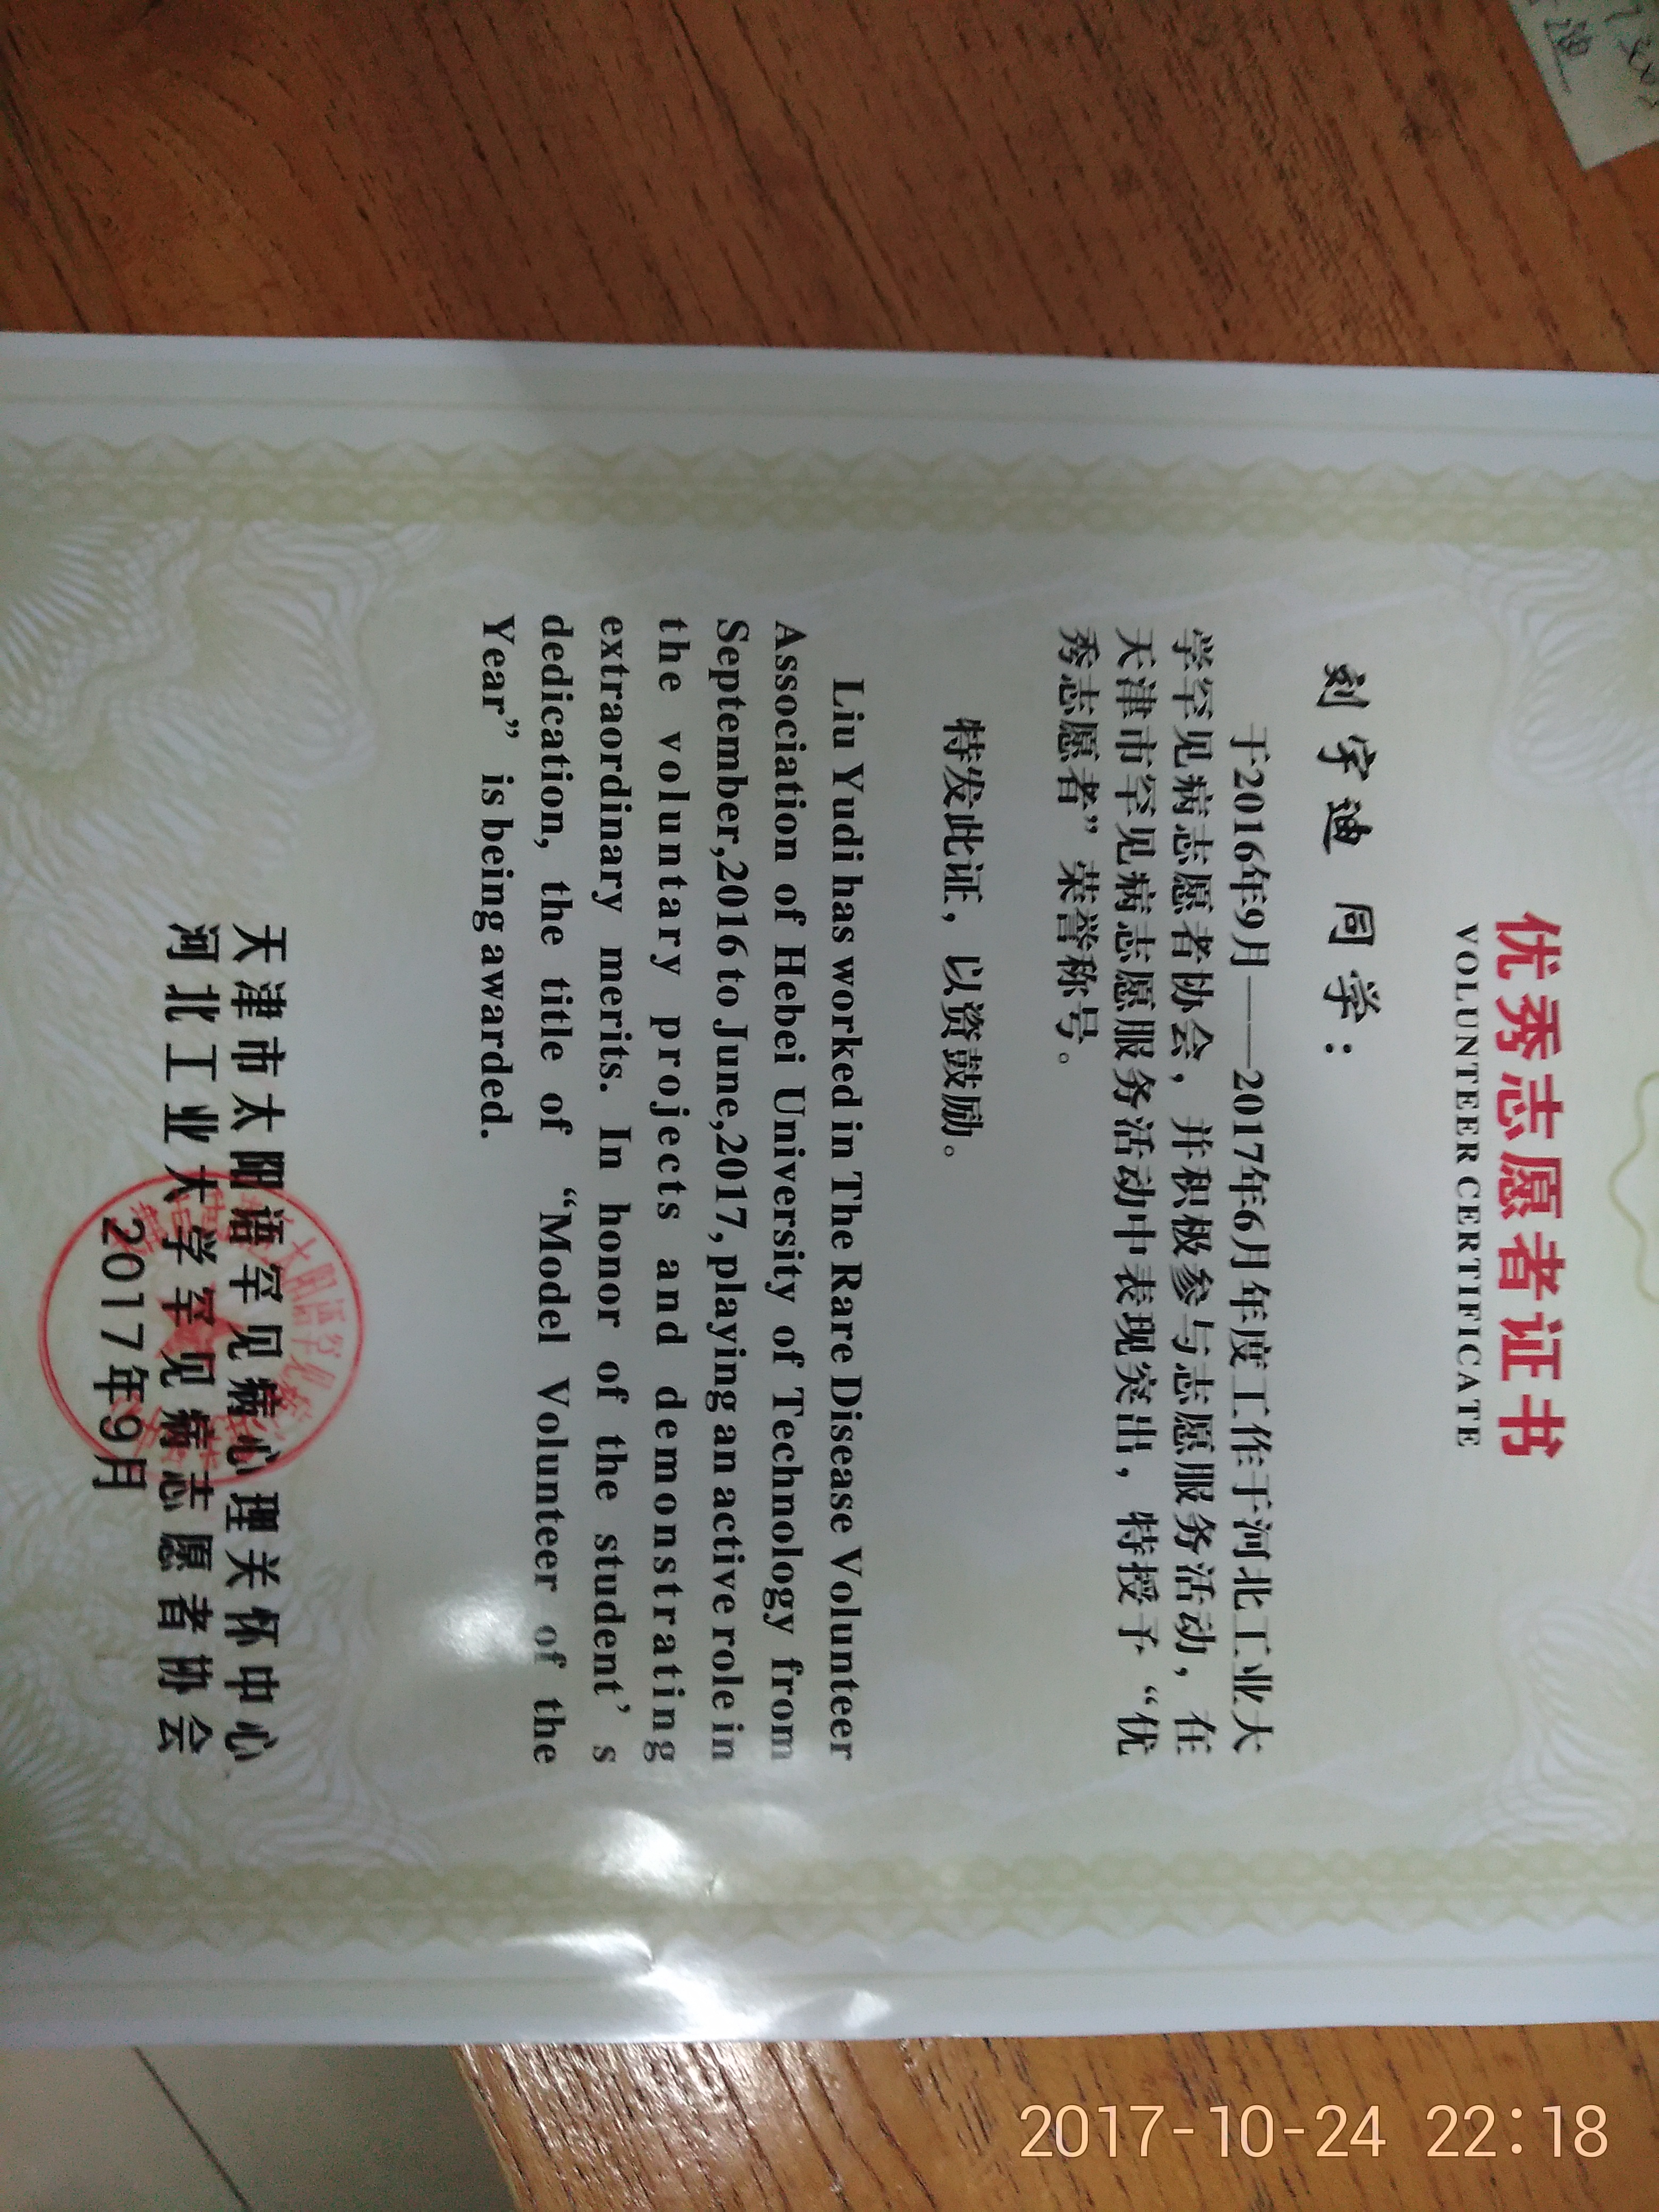 优秀志愿者证书
VOLUNTEER CERTIFICATE
刘宇迪 同学：
于2016年9月——2017年6月年度工作于河北工业大
学罕见病志愿者协会，并积极参与志愿服务活动，在
天津市罕见病志愿服务活动中表现突出，特授予“优
秀志愿者”荣誉称号。
特发此证，以资鼓励。
Liu Yudi has worked in The Rare Disease Volunteer
Association of Hebei University of Technology from
September,2016 to June,2017, playing an active role in
the voluntary projects and demonstrating
extraordinary merits. In honor of the student’s
dedication, the title of “Model Volunteer of the
Year” is being awarded.
天津市太阳语罕见病心理关怀中心
河北工业大学罕见病志愿者协会
2017年9月
2017-10-24 22:18